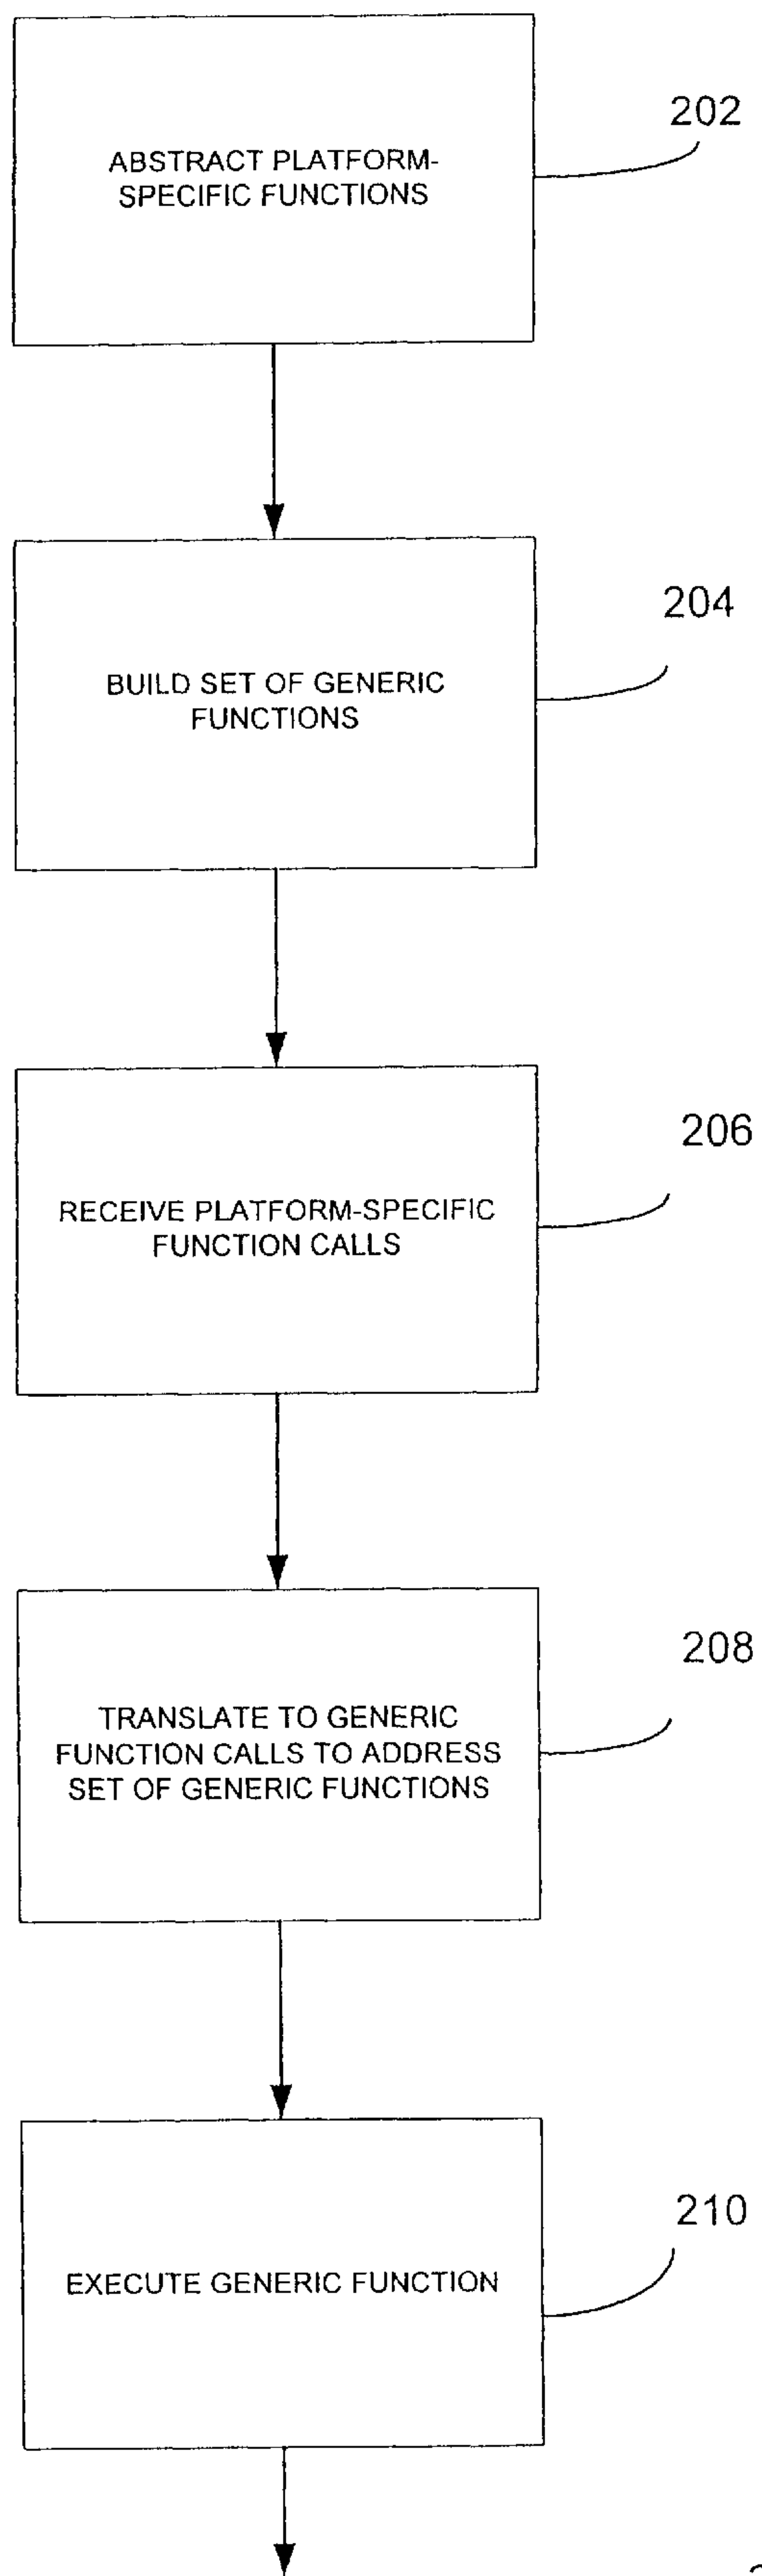 202
ABSTRACT PLATFORM-
SPECIFIC FUNCTIONS
204
BUILD SET OF GENERIC
FUNCTIONS
206
RECEIVE PLATFORM-SPECIFIC
FUNCTION CALLS
208
TRANSLATE TO GENERIC
FUNCTION CALLS TO ADDRESS
SET OF GENERIC FUNCTIONS
210
EXECUTE GENERIC FUNCTION